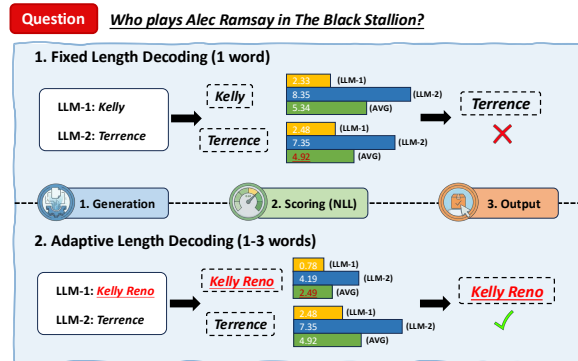 Question
Who plays Alec Ramsay in The Black Stallion?
1. Fixed Length Decoding (1 word)
LLM-1: Kelly
LLM-2: Terrence
Kelly
2.33 (LLM-1)
8.35 (LLM-2)
5.34 (AVG)
Terrence
2.48 (LLM-1)
7.35 (LLM-2)
4.92 (AVG)
Terrence
1. Generation
2. Scoring (NLL)
3. Output
2. Adaptive Length Decoding (1-3 words)
LLM-1: Kelly Reno
LLM-2: Terrence
Kelly Reno
0.78 (LLM-1)
4.19 (LLM-2)
2.49 (AVG)
Terrence
2.48 (LLM-1)
7.35 (LLM-2)
4.92 (AVG)
Kelly Reno